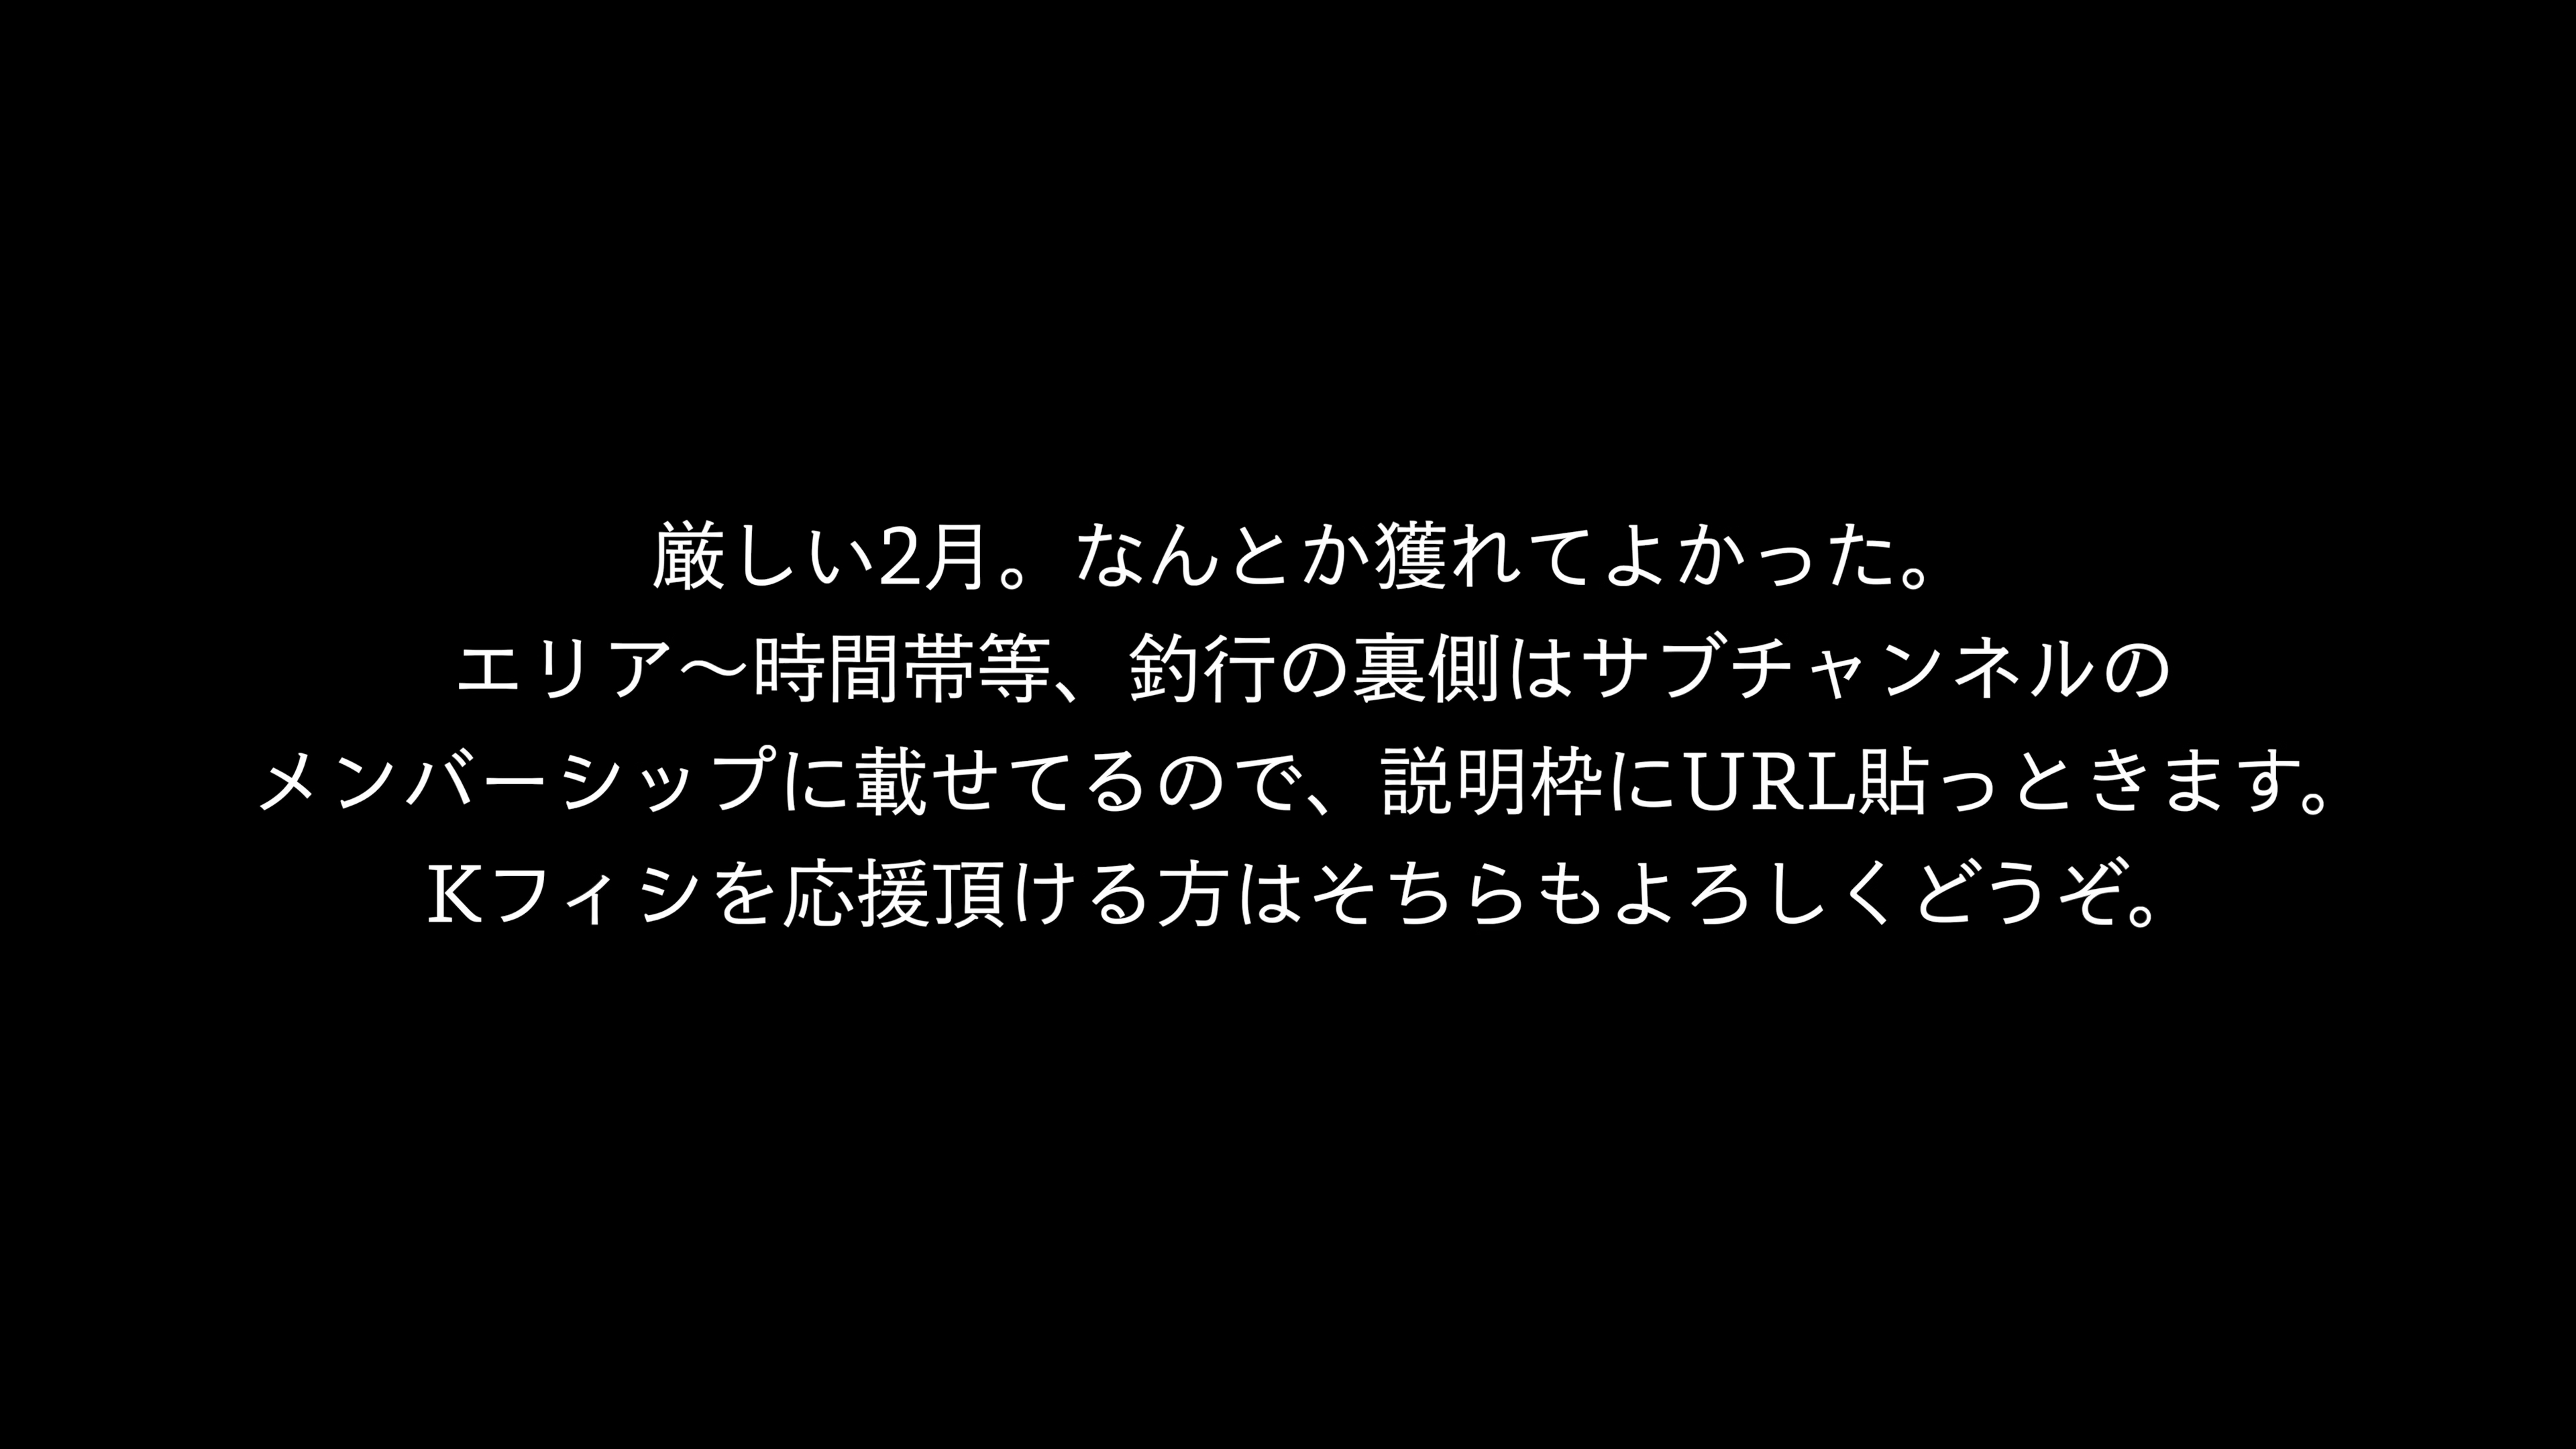 厳しい2月。なんとか獲れてよかった。
エリア〜時間帯等、釣行の裏側はサブチャンネルの
メンバーシップに載せてるので、説明枠にURL貼っときます。
Kフィシを応援頂ける方はそちらもよろしくどうぞ。